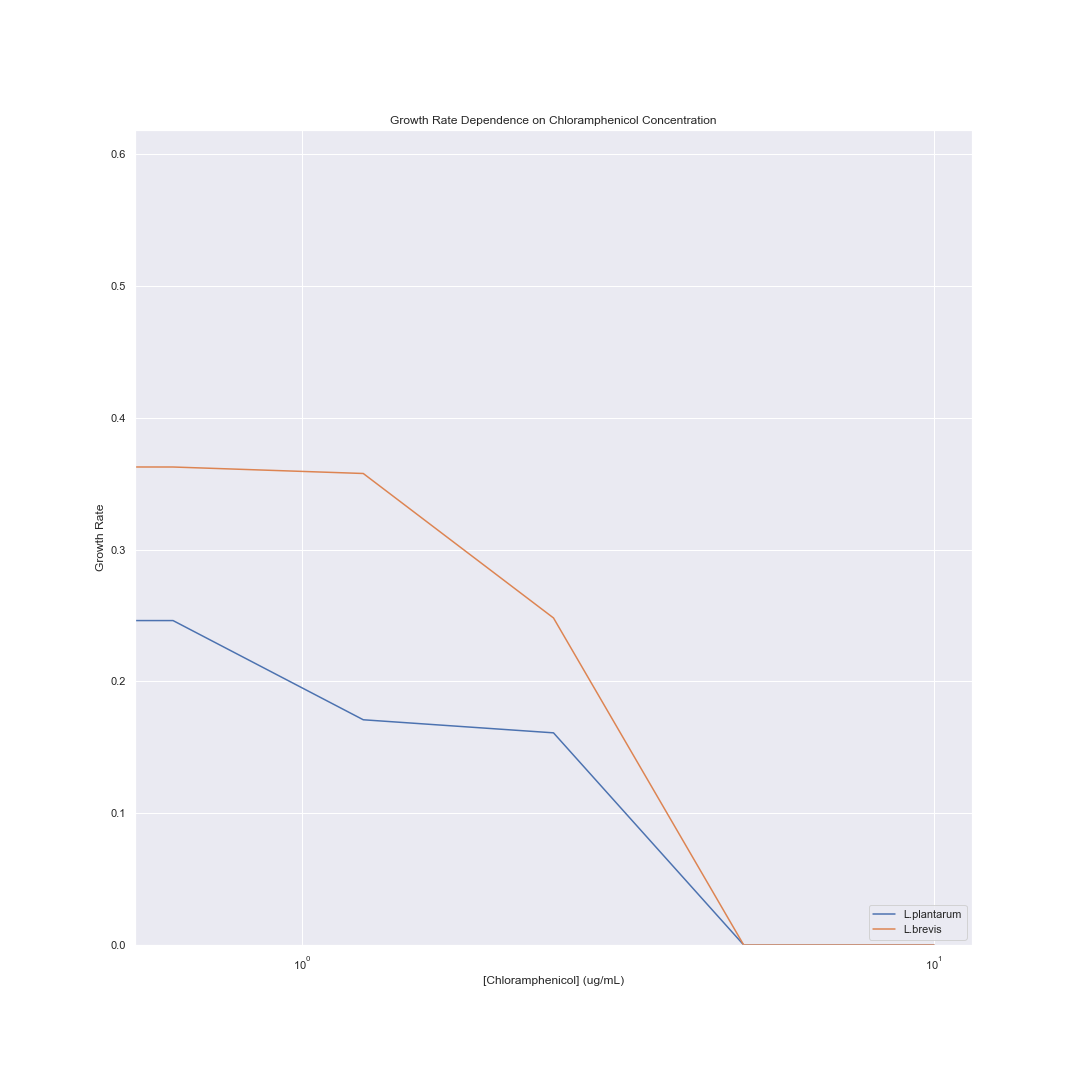 Growth Rate Dependence on Chloramphenicol Concentration
0.6
0.5
0.4
0.3
0.2
0.1
0.0
Growth Rate
10⁰
10¹
[Chloramphenicol] (ug/mL)
L.plantarum
L.brevis